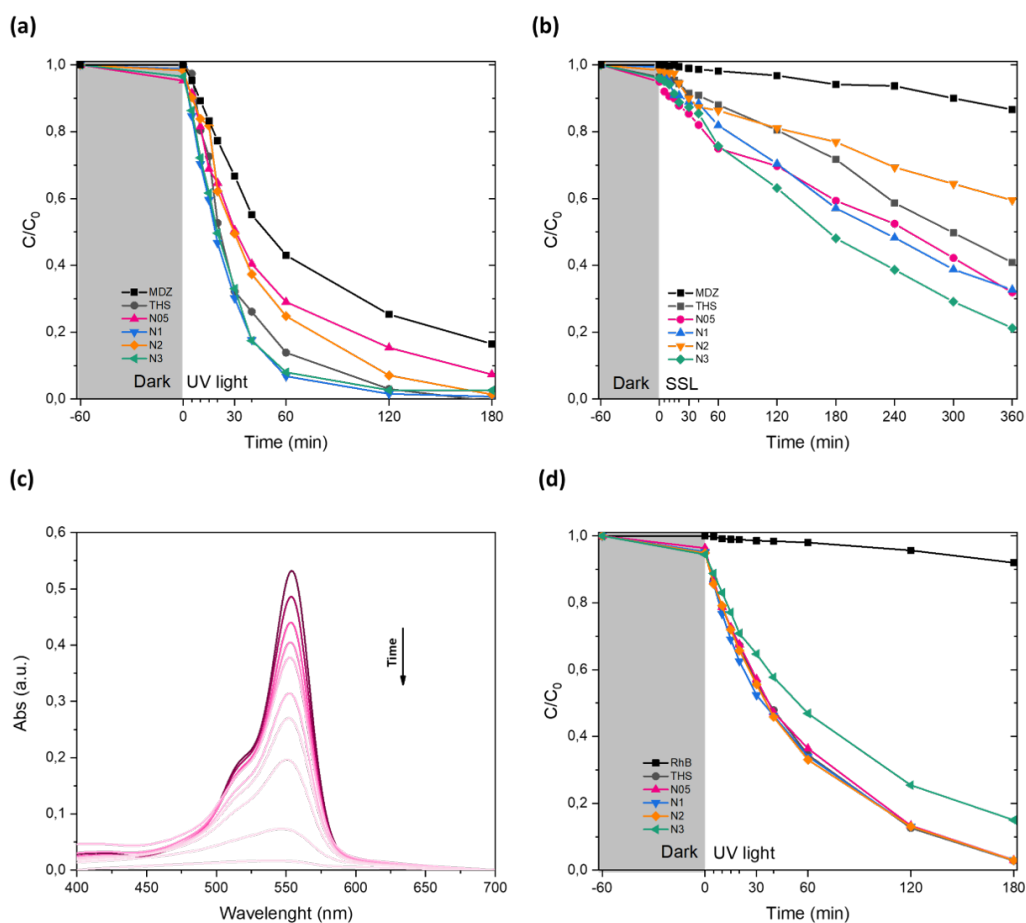 (a)
1,0
0,8
0,6
0,4
0,2
0,0
C/C0
MDZ
THS
N05
N1
N2
N3
Dark UV light
-60 0 30 60 120 180
Time (min)
(b)
1,0
0,8
0,6
0,4
0,2
0,0
C/C0
MDZ
THS
N05
N1
N2
N3
Dark SSL
-60 0 30 60 120 180 240 300 360
Time (min)
(c)
0,6
0,5
0,4
0,3
0,2
0,1
0,0
Abs (a.u.)
Time
400 450 500 550 600 650 700
Wavelenght (nm)
(d)
1,0
0,8
0,6
0,4
0,2
0,0
C/C0
RhB
THS
N05
N1
N2
N3
Dark UV light
-60 0 30 60 120 180
Time (min)